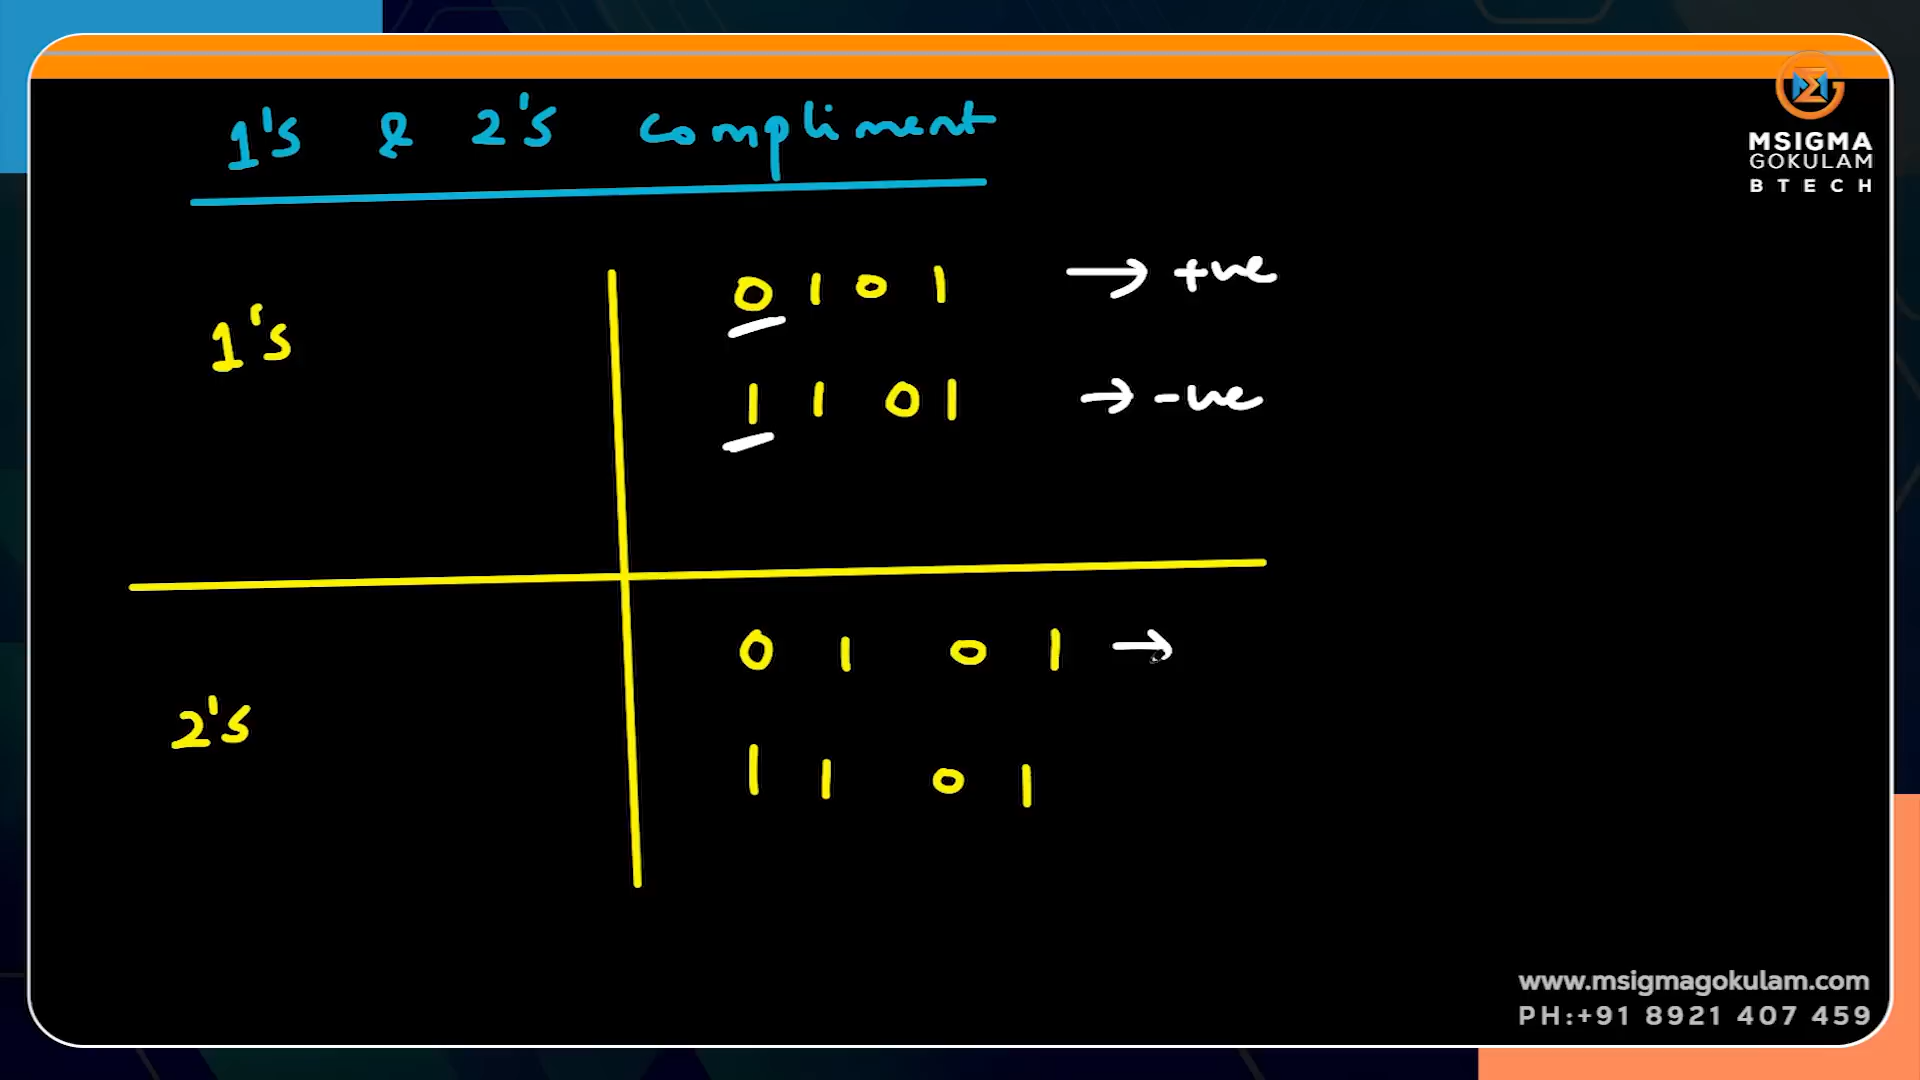 1's & 2's compliment
MSIGMA
GOKULAM
BTECH
1's
0 1 0 1 → +ve
1 1 0 1 → -ve
2's
0 1 0 1 →
1 1 0 1
www.msigmagokulam.com
PH:+91 8921 407 459